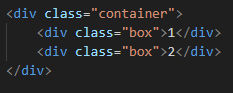 <div class="container">
    <div class="box">1</div>
    <div class="box">2</div>
</div>